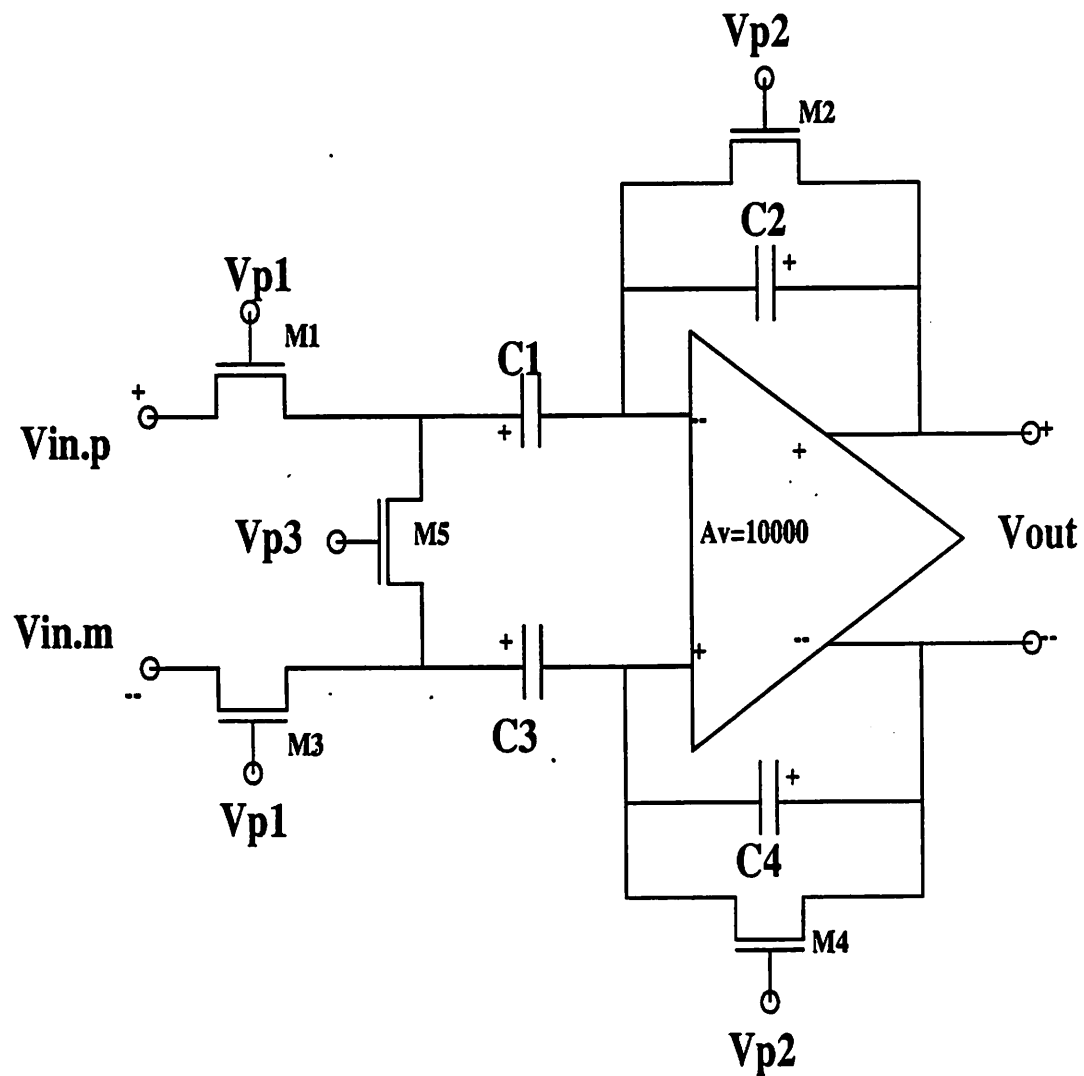 Vp2
M2
C2
+
Vp1
M1
C1
+
+
Vin.p
--
+
+
Vp3
M5
Av=10000
Vout
Vin.m
--
+
+
--
--
C3
M3
Vp1
+
C4
M4
Vp2